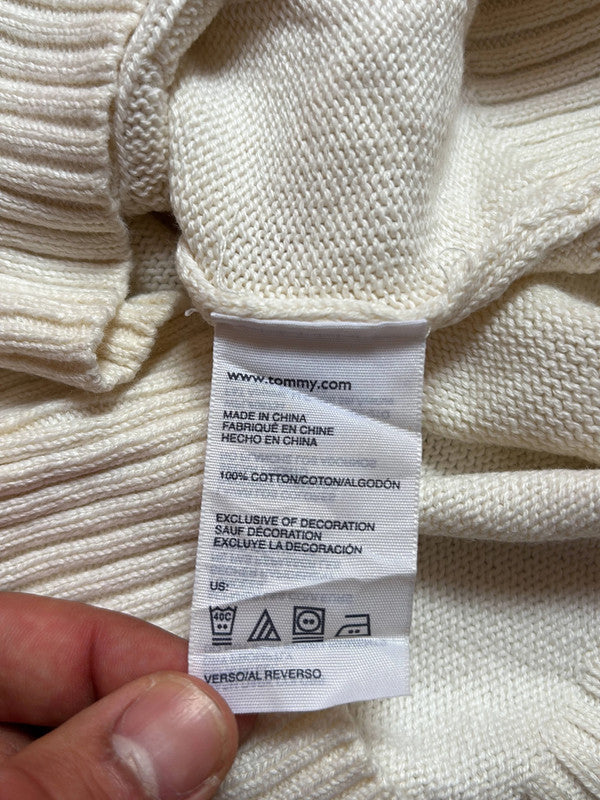 www.tommy.com
MADE IN CHINA
FABRIQUÉ EN CHINE
HECHO EN CHINA
100% COTTON/COTON/ALGODÓN
EXCLUSIVE OF DECORATION
SAUF DÉCORATION
EXCLUYE LA DECORACIÓN
US:
40C
VERSO/AL REVERSO